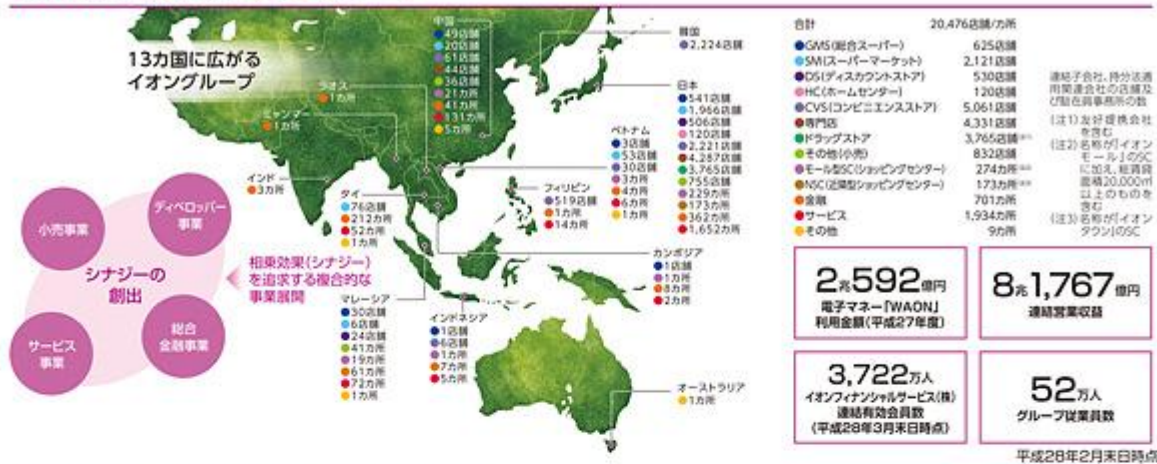 13カ国に広がる
イオングループ
中国
49店舗
20店舗
61店舗
44店舗
36店舗
21カ所
41カ所
131カ所
5カ所
韓国
2,224店舗
ラオス
1カ所
ミャンマー
1カ所
日本
541店舗
1,966店舗
506店舗
120店舗
2,221店舗
4,287店舗
3,765店舗
755店舗
229カ所
173カ所
362カ所
1,652カ所
ベトナム
3店舗
53店舗
30店舗
3カ所
4カ所
6カ所
1カ所
インド
3カ所
タイ
76店舗
212カ所
52カ所
1カ所
フィリピン
519店舗
1カ所
14カ所
カンボジア
1店舗
1カ所
8カ所
2カ所
マレーシア
30店舗
6店舗
24店舗
41カ所
19カ所
61カ所
72カ所
1カ所
インドネシア
1店舗
6店舗
1カ所
7カ所
5カ所
オーストラリア
1カ所
小売事業
ディベロッパー
事業
シナジーの
創出
サービス
事業
総合
金融事業
相乗効果(シナジー)
を追求する複合的な
事業展開
合計 20,476店舗/カ所
GMS(総合スーパー) 625店舗
SM(スーパーマーケット) 2,121店舗
DS(ディスカウントストア) 530店舗
HC(ホームセンター) 120店舗
CVS(コンビニエンスストア) 5,061店舗
専門店 4,331店舗
ドラッグストア 3,765店舗
その他(小売) 832店舗
モール型SC(ショッピングセンター) 274カ所
NSC(近隣型ショッピングセンター) 173カ所
金融 701カ所
サービス 1,934カ所
その他 9カ所
連結子会社、持分法適
用関連会社の店舗及
び駐在員事務所の数
(注1) 友好提携会社
を含む
(注2) 名称が「イオン
モール」のSC
に加え、総賃貸
面積20,000㎡
以上のものを
含む
(注3) 名称が「イオン
タウン」のSC
2兆592億円
電子マネー「WAON」
利用金額(平成27年度)
8兆1,767億円
連結営業収益
3,722万人
イオンフィナンシャルサービス(株)
連結有効会員数
(平成28年3月末日時点)
52万人
グループ従業員数
平成28年2月末日時点